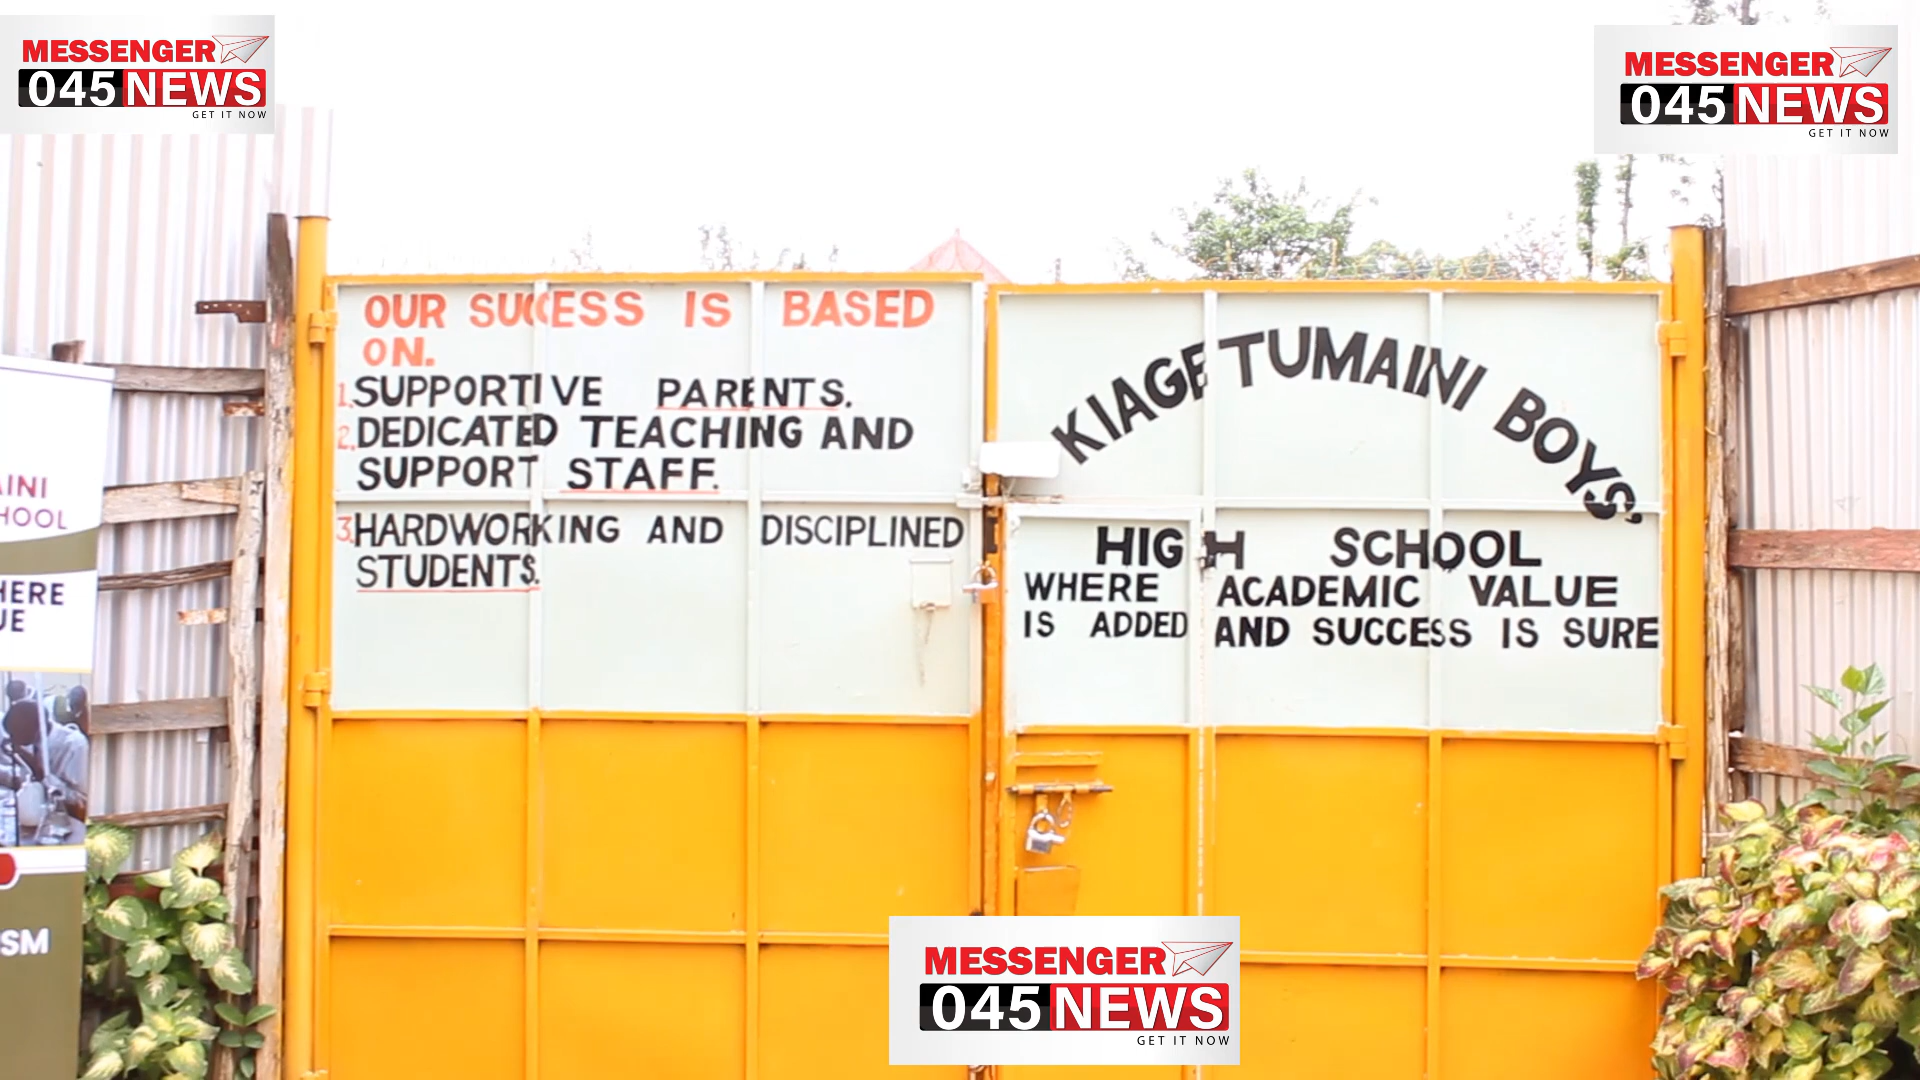 MESSENGER
045 NEWS
GET IT NOW
MESSENGER
045 NEWS
GET IT NOW
OUR SUCCESS IS BASED
ON.
1. SUPPORTIVE PARENTS.
2. DEDICATED TEACHING AND
SUPPORT STAFF.
3. HARDWORKING AND DISCIPLINED
STUDENTS.
KIAGE TUMAINI BOYS'
HIGH SCHOOL
WHERE ACADEMIC VALUE
IS ADDED AND SUCCESS IS SURE
MESSENGER
045 NEWS
GET IT NOW